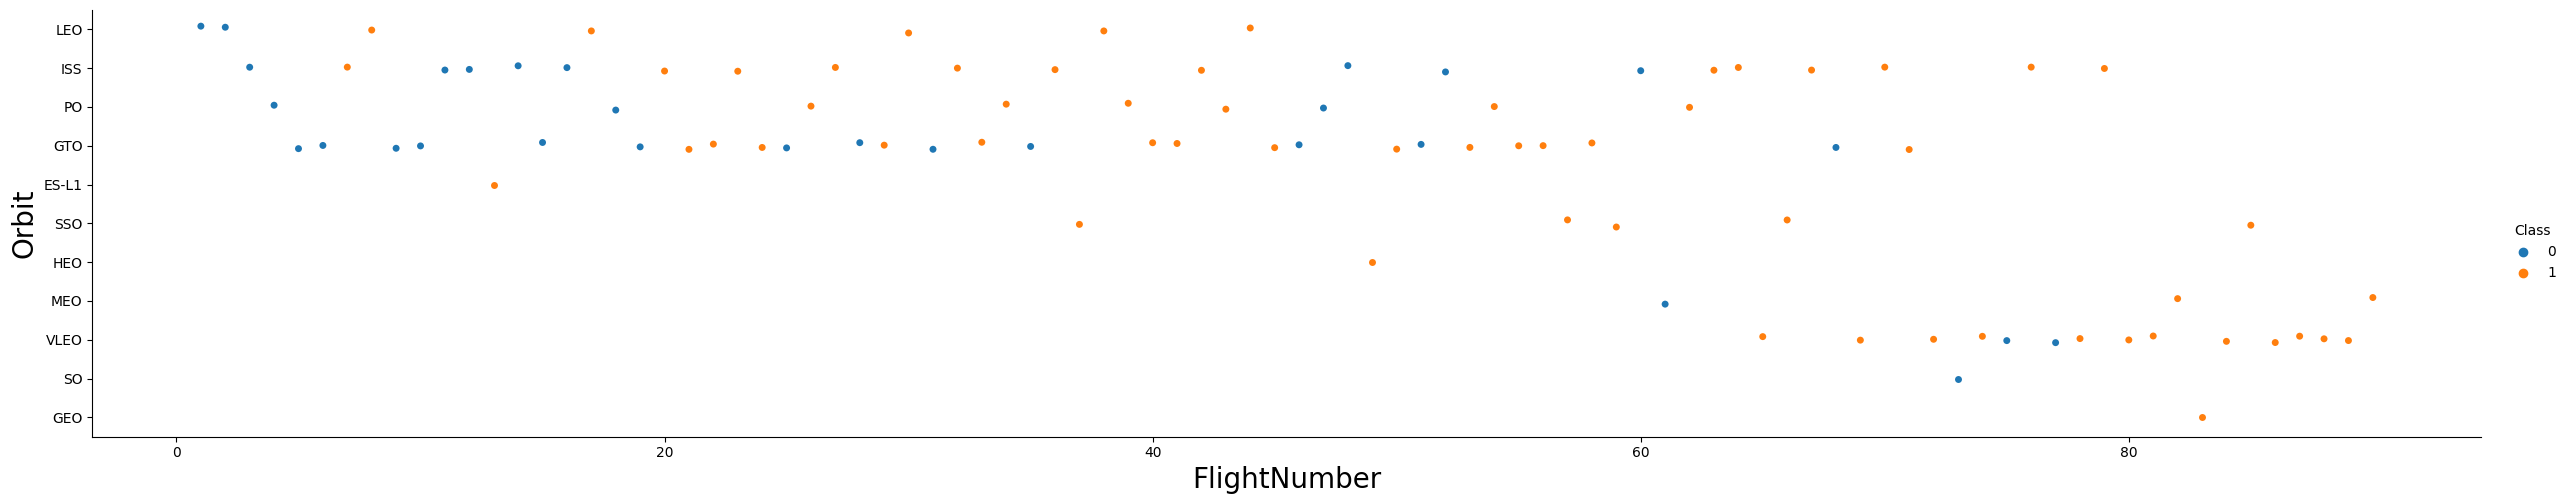 LEO
ISS
PO
GTO
ES-L1
SSO
HEO
MEO
VLEO
SO
GEO
Orbit
0
20
40
60
80
FlightNumber
Class
0
1